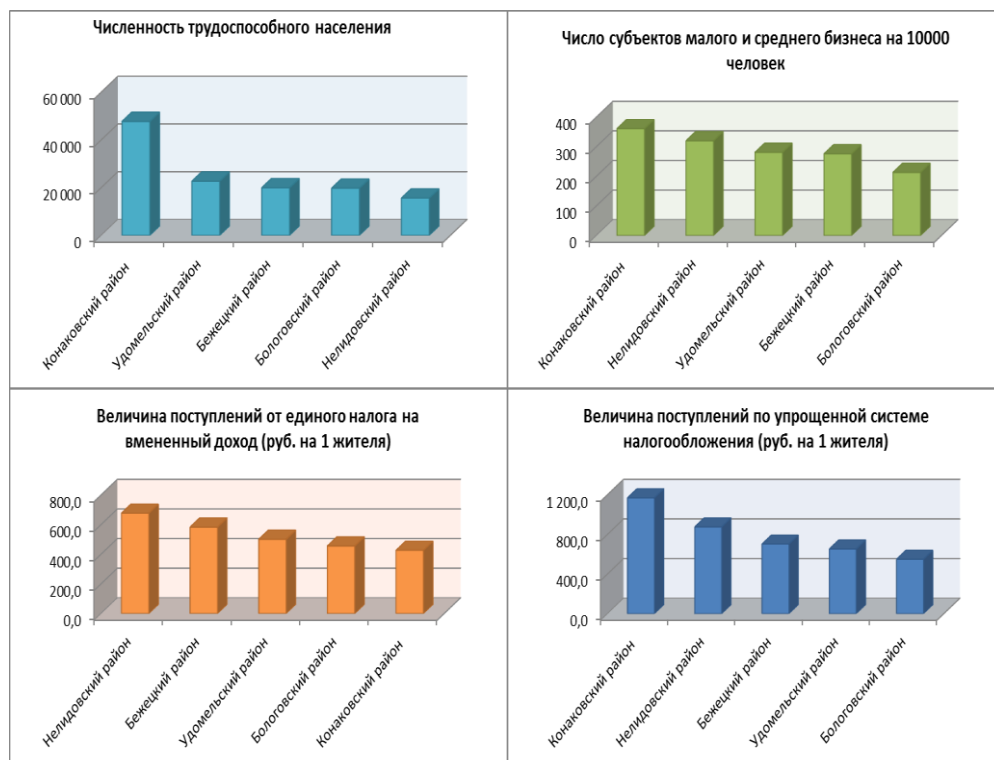 Численность трудоспособного населения
60 000
40 000
20 000
0
Конаковский район
Удомельский район
Бежецкий район
Бологовский район
Нелидовский район
Число субъектов малого и среднего бизнеса на 10000
человек
400
300
200
100
0
Конаковский район
Нелидовский район
Удомельский район
Бежецкий район
Бологовский район
Величина поступлений от единого налога на
вмененный доход (руб. на 1 жителя)
800,0
600,0
400,0
200,0
0,0
Нелидовский район
Бежецкий район
Удомельский район
Бологовский район
Конаковский район
Величина поступлений по упрощенной системе
налогообложения (руб. на 1 жителя)
1 200,0
800,0
400,0
0,0
Конаковский район
Нелидовский район
Бежецкий район
Удомельский район
Бологовский район